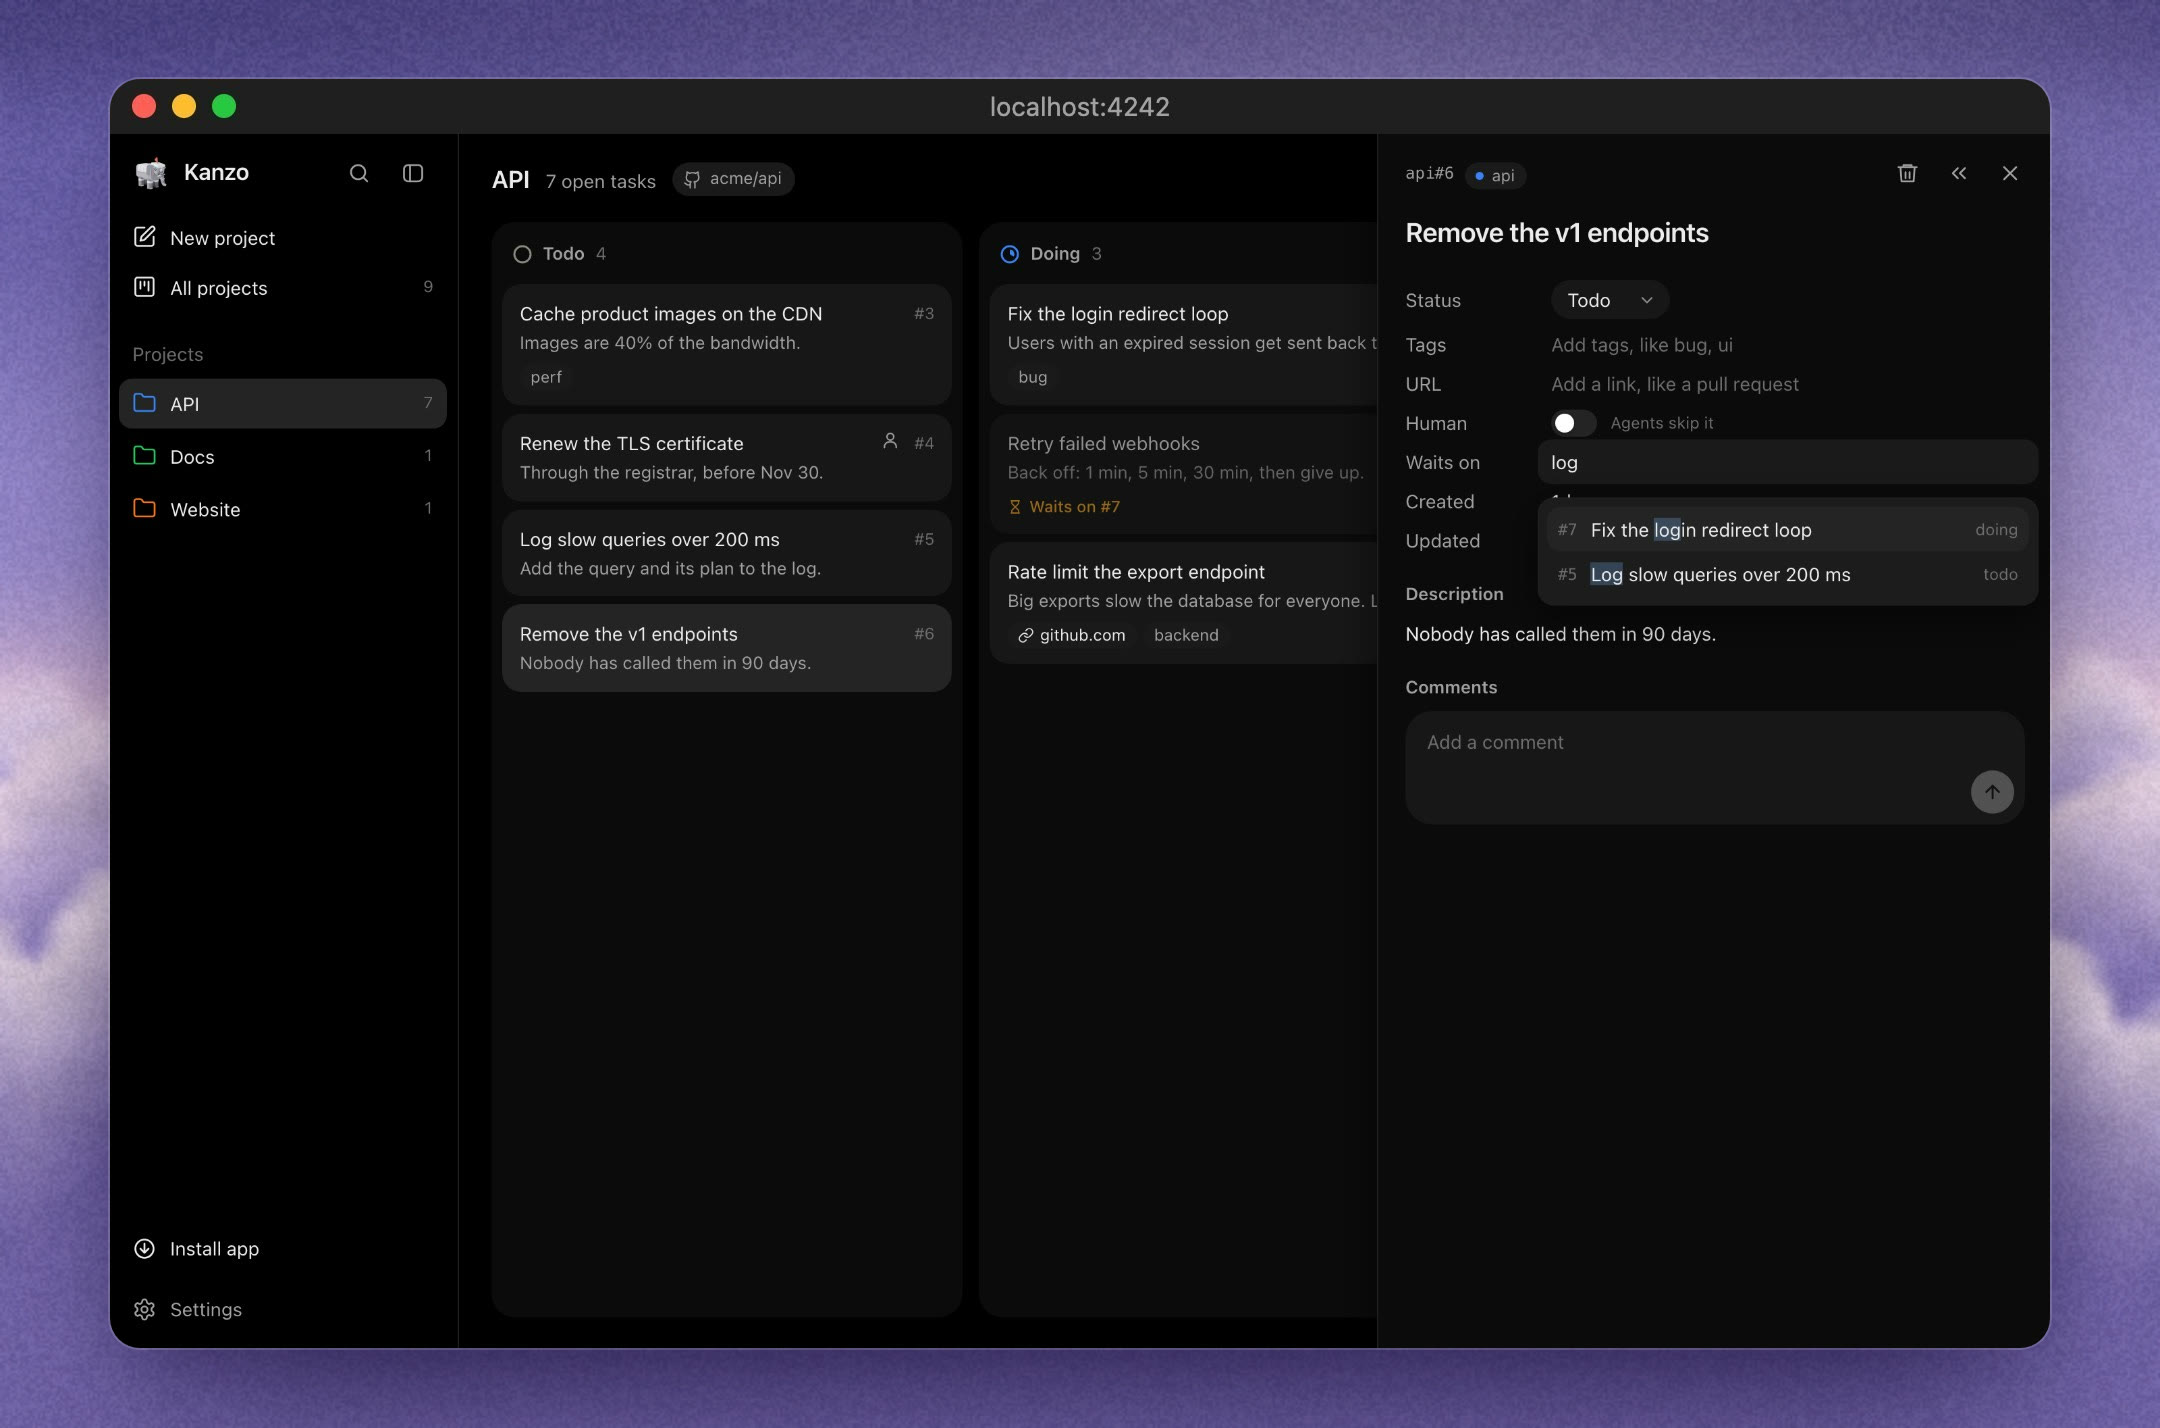 localhost:4242
Kanzo
New project
All projects 9
Projects
API 7
Docs 1
Website 1
Install app
Settings
API 7 open tasks acme/api
Todo 4
Cache product images on the CDN #3
Images are 40% of the bandwidth.
perf
Renew the TLS certificate #4
Through the registrar, before Nov 30.
Log slow queries over 200 ms #5
Add the query and its plan to the log.
Remove the v1 endpoints #6
Nobody has called them in 90 days.
Doing 3
Fix the login redirect loop
Users with an expired session get sent back t
bug
Retry failed webhooks
Back off: 1 min, 5 min, 30 min, then give up.
Waits on #7
Rate limit the export endpoint
Big exports slow the database for everyone. L
github.com backend
api#6 api
Remove the v1 endpoints
Status Todo
Tags Add tags, like bug, ui
URL Add a link, like a pull request
Human Agents skip it
Waits on log
Created
#7 Fix the login redirect loop doing
Updated
#5 Log slow queries over 200 ms todo
Description
Nobody has called them in 90 days.
Comments
Add a comment